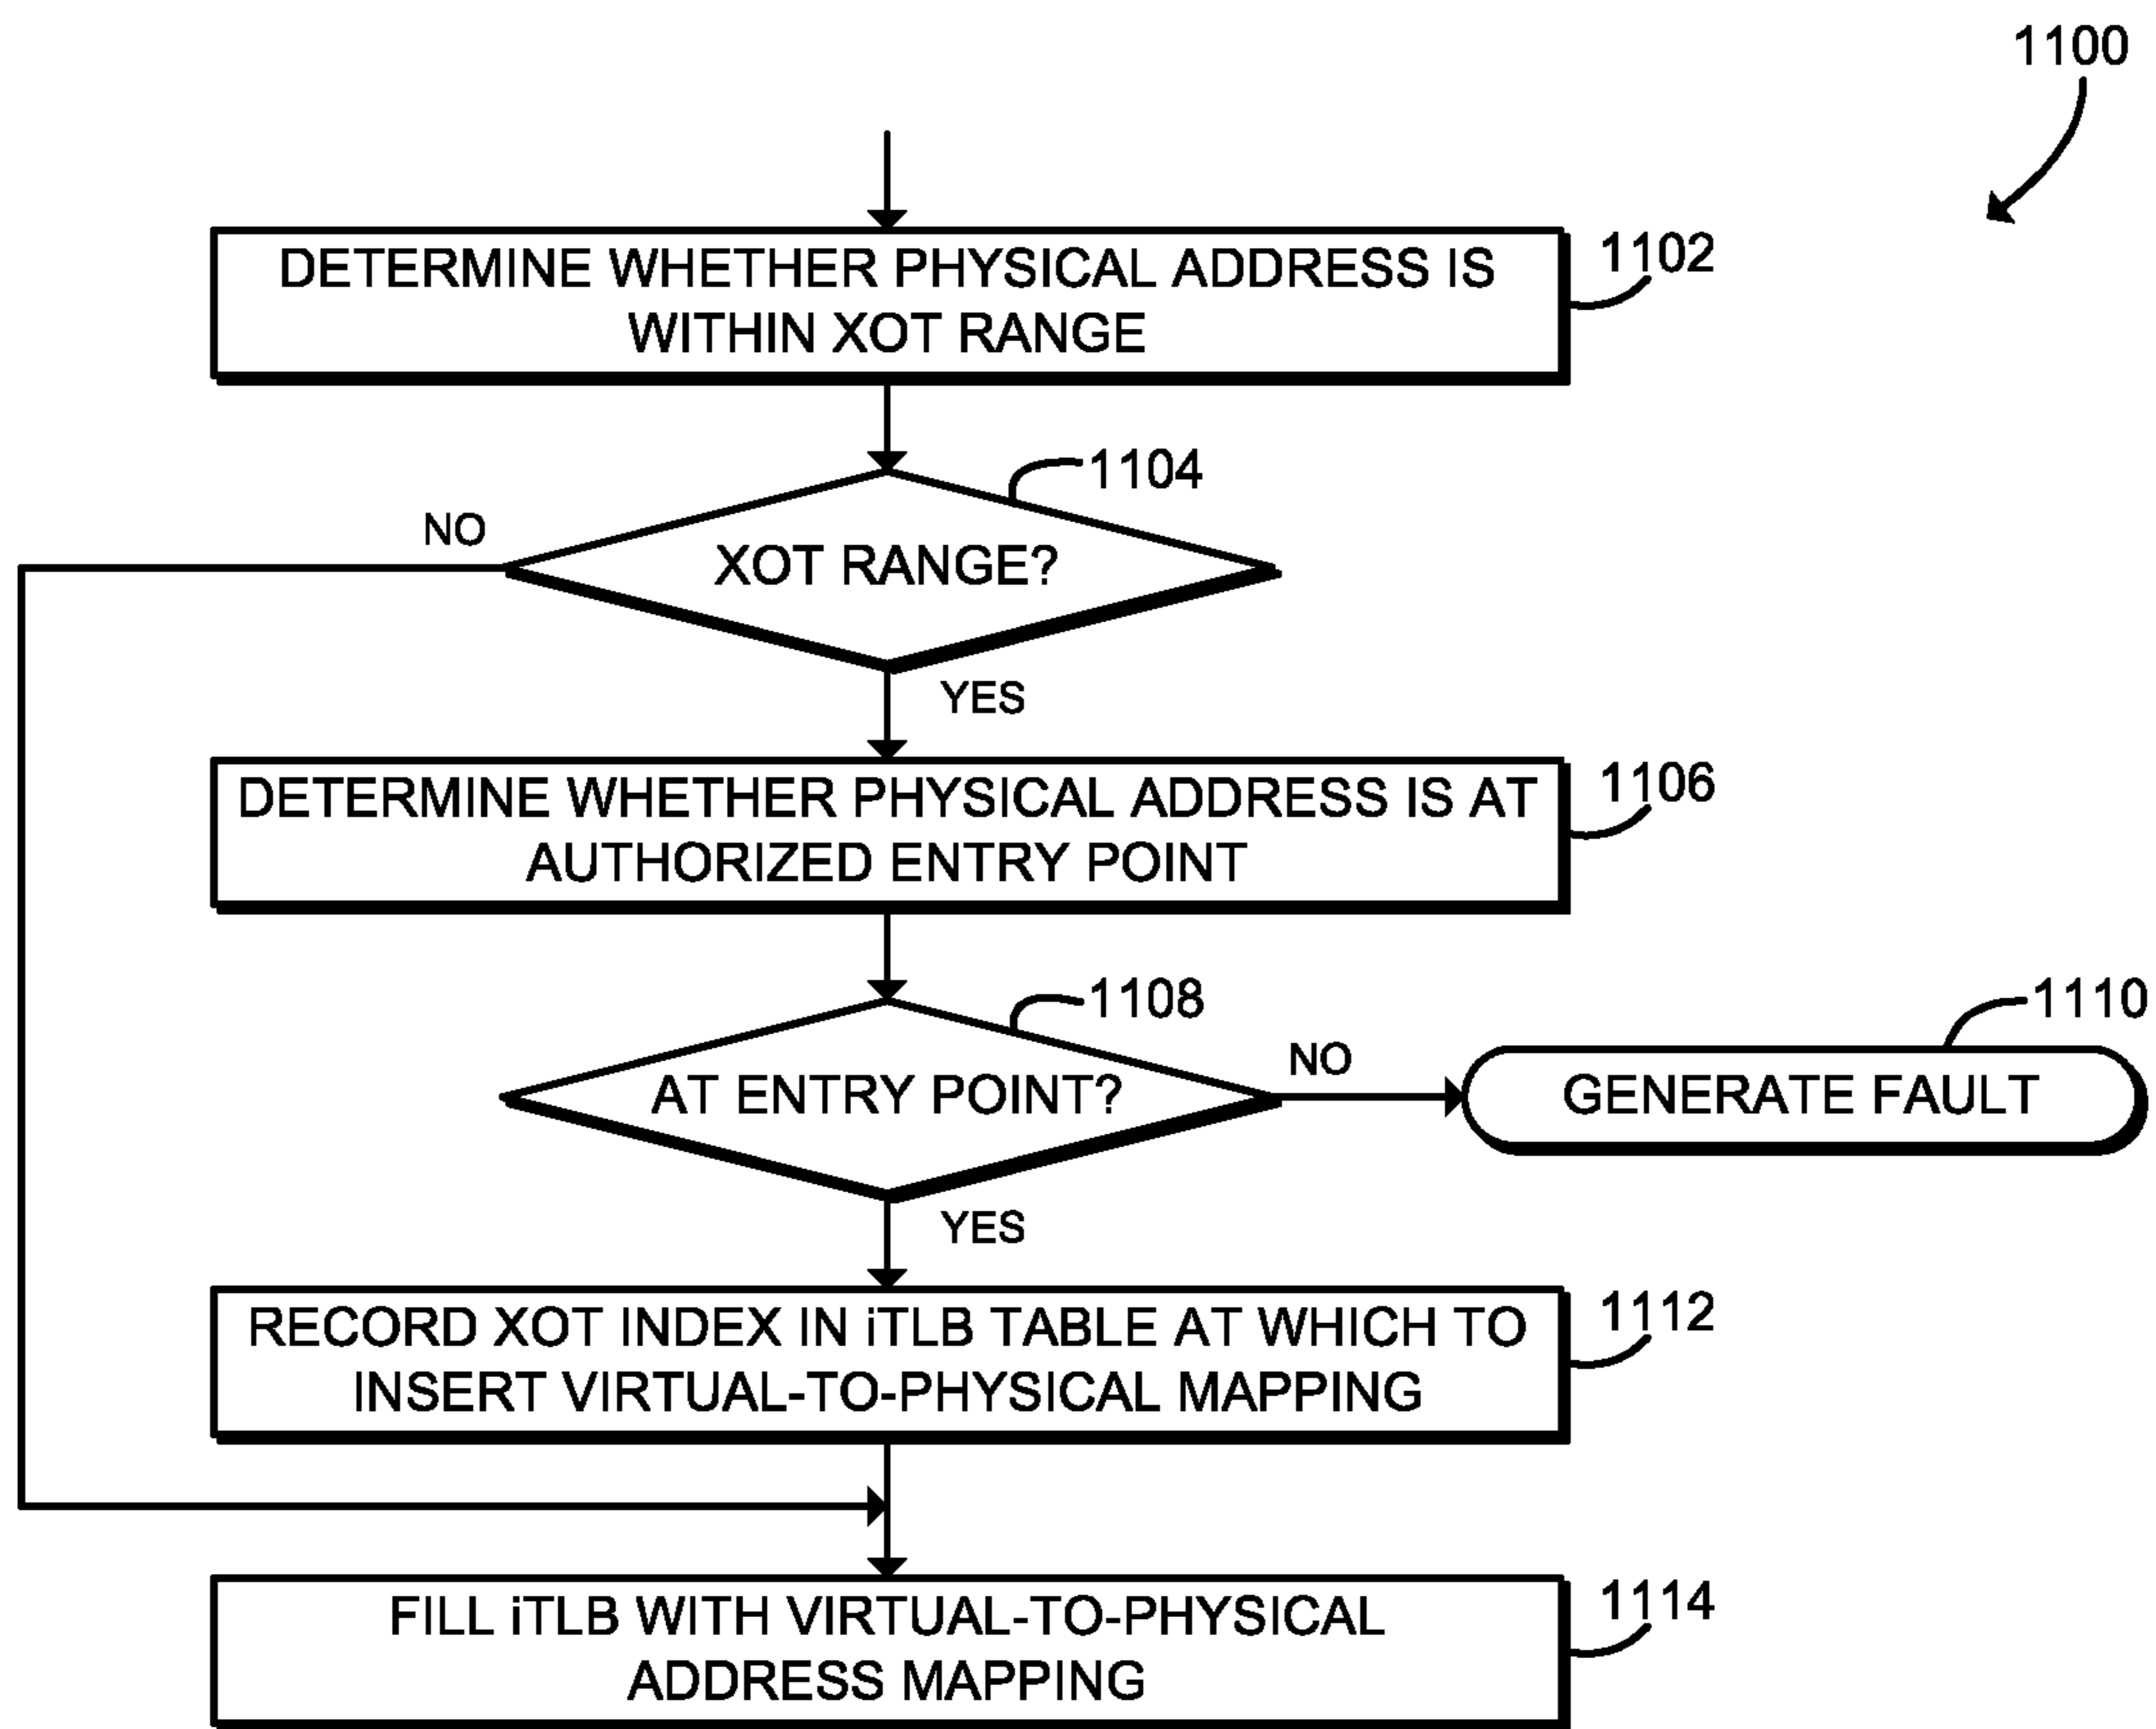 1100
DETERMINE WHETHER PHYSICAL ADDRESS IS
WITHIN XOT RANGE
1102
1104
NO
XOT RANGE?
YES
DETERMINE WHETHER PHYSICAL ADDRESS IS AT
AUTHORIZED ENTRY POINT
1106
1108
AT ENTRY POINT?
NO
1110
GENERATE FAULT
YES
RECORD XOT INDEX IN iTLB TABLE AT WHICH TO
INSERT VIRTUAL-TO-PHYSICAL MAPPING
1112
FILL iTLB WITH VIRTUAL-TO-PHYSICAL
ADDRESS MAPPING
1114